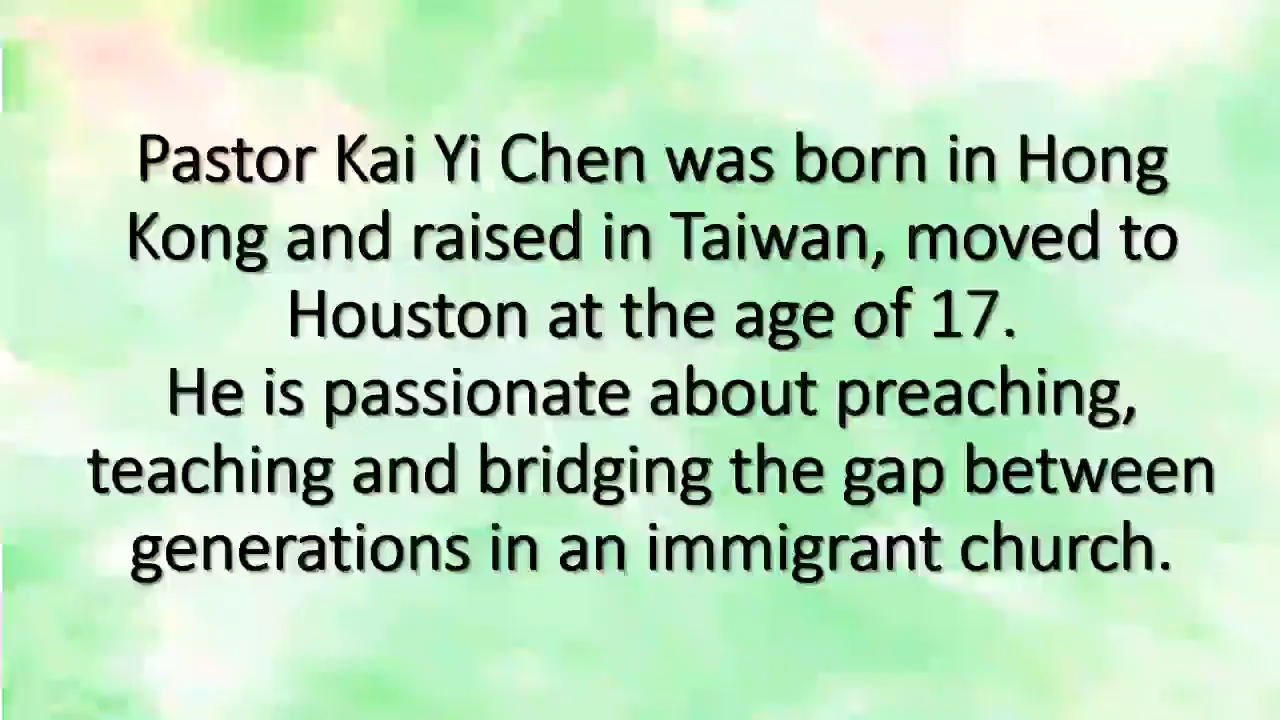 Pastor Kai Yi Chen was born in Hong
Kong and raised in Taiwan, moved to
Houston at the age of 17.
He is passionate about preaching,
teaching and bridging the gap between
generations in an immigrant church.